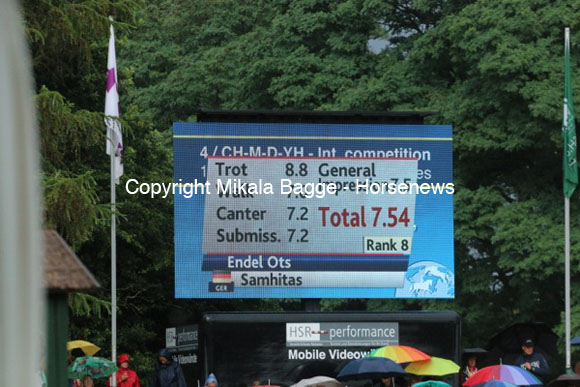 4 / CH-M-D-YH - Int. competition
Trot 8.8 General
Copyright Mikala Bagge - Horsenews
Canter 7.2 Total 7.54
Submiss. 7.2
Rank 8
Endel Ots
GER Samhitas
HSR performance
Mobile Videow